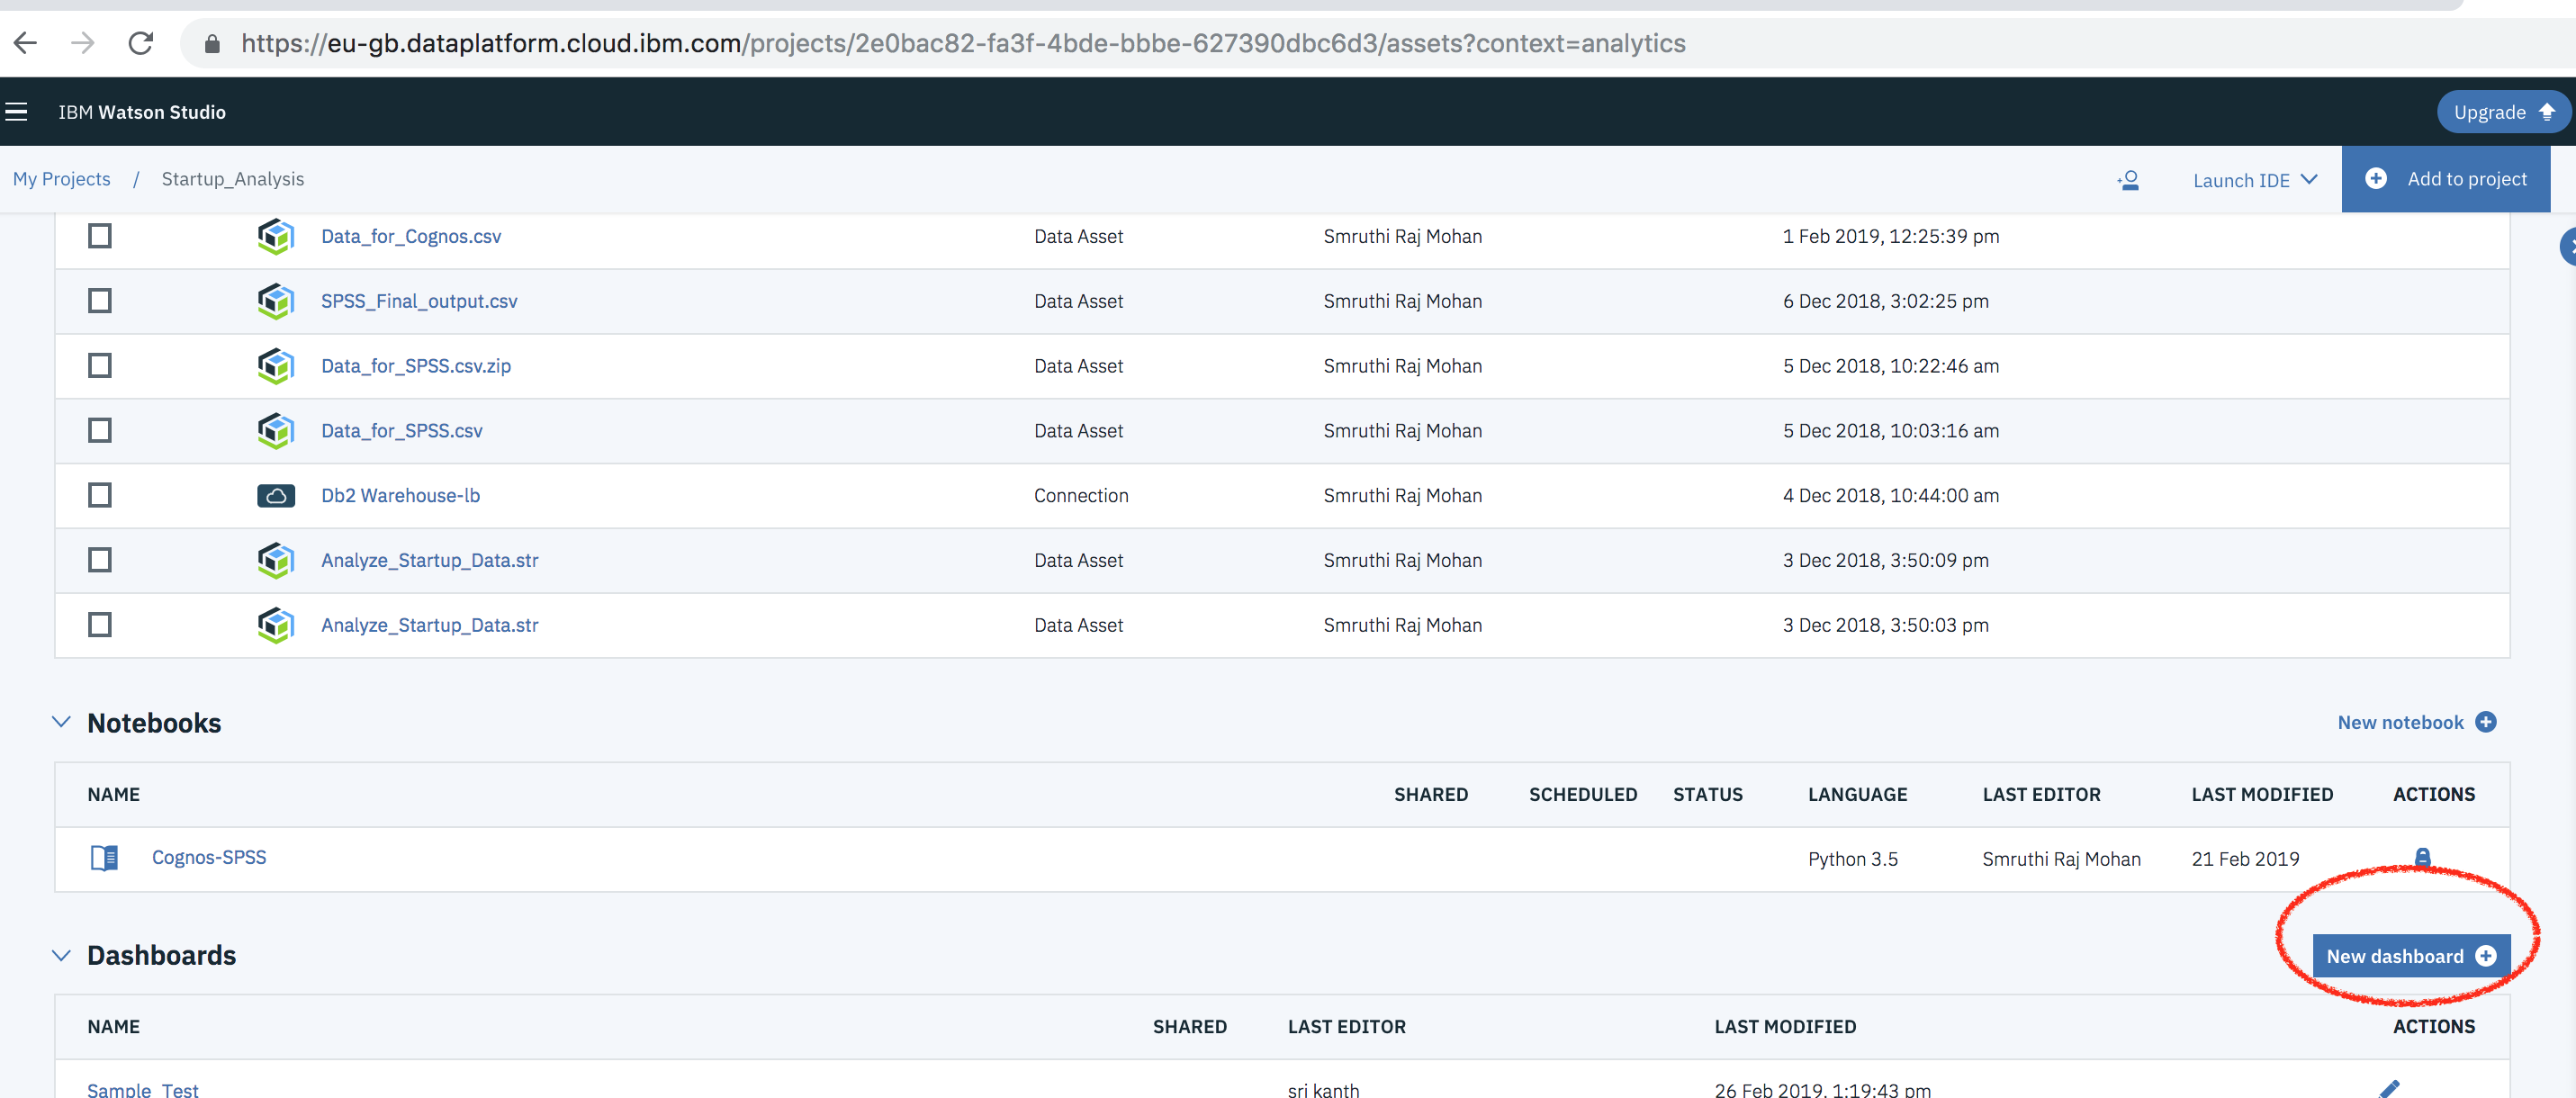 https://eu-gb.dataplatform.cloud.ibm.com/projects/2e0bac82-fa3f-4bde-bbbe-627390dbc6d3/assets?context=analytics
IBM Watson Studio
Upgrade
My Projects / Startup_Analysis
Launch IDE
Add to project
Data_for_Cognos.csv Data Asset Smruthi Raj Mohan 1 Feb 2019, 12:25:39 pm
SPSS_Final_output.csv Data Asset Smruthi Raj Mohan 6 Dec 2018, 3:02:25 pm
Data_for_SPSS.csv.zip Data Asset Smruthi Raj Mohan 5 Dec 2018, 10:22:46 am
Data_for_SPSS.csv Data Asset Smruthi Raj Mohan 5 Dec 2018, 10:03:16 am
Db2 Warehouse-lb Connection Smruthi Raj Mohan 4 Dec 2018, 10:44:00 am
Analyze_Startup_Data.str Data Asset Smruthi Raj Mohan 3 Dec 2018, 3:50:09 pm
Analyze_Startup_Data.str Data Asset Smruthi Raj Mohan 3 Dec 2018, 3:50:03 pm
Notebooks
New notebook
NAME SHARED SCHEDULED STATUS LANGUAGE LAST EDITOR LAST MODIFIED ACTIONS
Cognos-SPSS Python 3.5 Smruthi Raj Mohan 21 Feb 2019
Dashboards
New dashboard
NAME SHARED LAST EDITOR LAST MODIFIED ACTIONS
Sample_Test sri kanth 26 Feb 2019, 1:19:43 pm